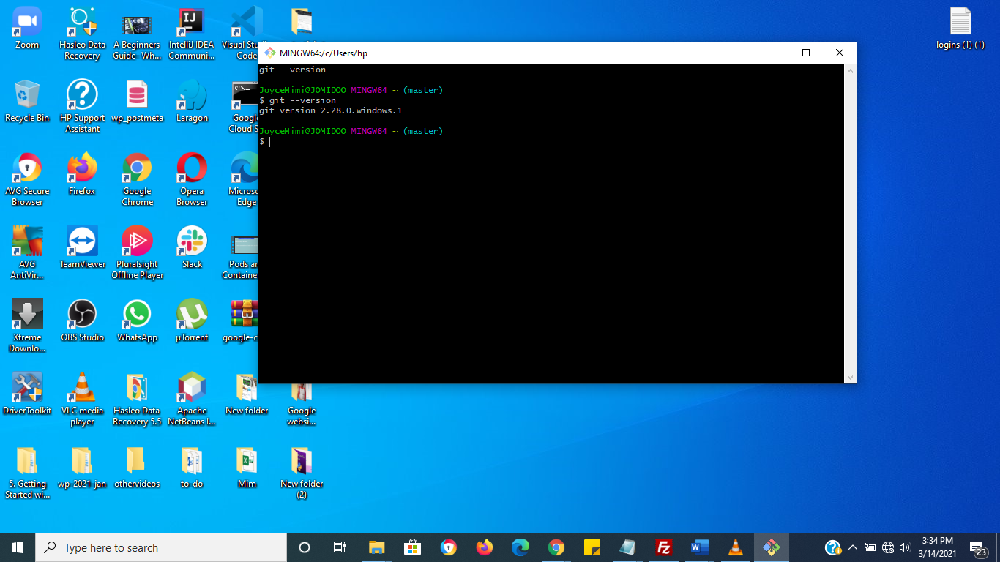 Zoom
Hasleo Data
Recovery
A Beginners
Guide- Wh...
IntelliJ IDEA
Communi...
Visual Stu
Code
logins (1) (1)
MINGW64:/c/Users/hp
git --version
JoyceMimi@JOMIDOO MINGW64 ~ (master)
$ git --version
git version 2.28.0.windows.1
JoyceMimi@JOMIDOO MINGW64 ~ (master)
$
Recycle Bin
HP Support
Assistant
wp_postmeta
Laragon
Google
Cloud S
AVG Secure
Browser
Firefox
Google
Chrome
Opera
Browser
Micros
Edge
AVG
AntiVir...
TeamViewer
Pluralsight
Offline Player
Slack
Pods an
Container
Xtreme
Downlo...
OBS Studio
WhatsApp
µTorrent
google-c
DriverToolkit
VLC media
player
Hasleo Data
Recovery 5.5
Apache
NetBeans I...
New folder
Google
websi...
5. Getting
Started wi...
wp-2021-jan
othervideos
to-do
Mim
New folder
(2)
Type here to search
3:34 PM
3/14/2021
23